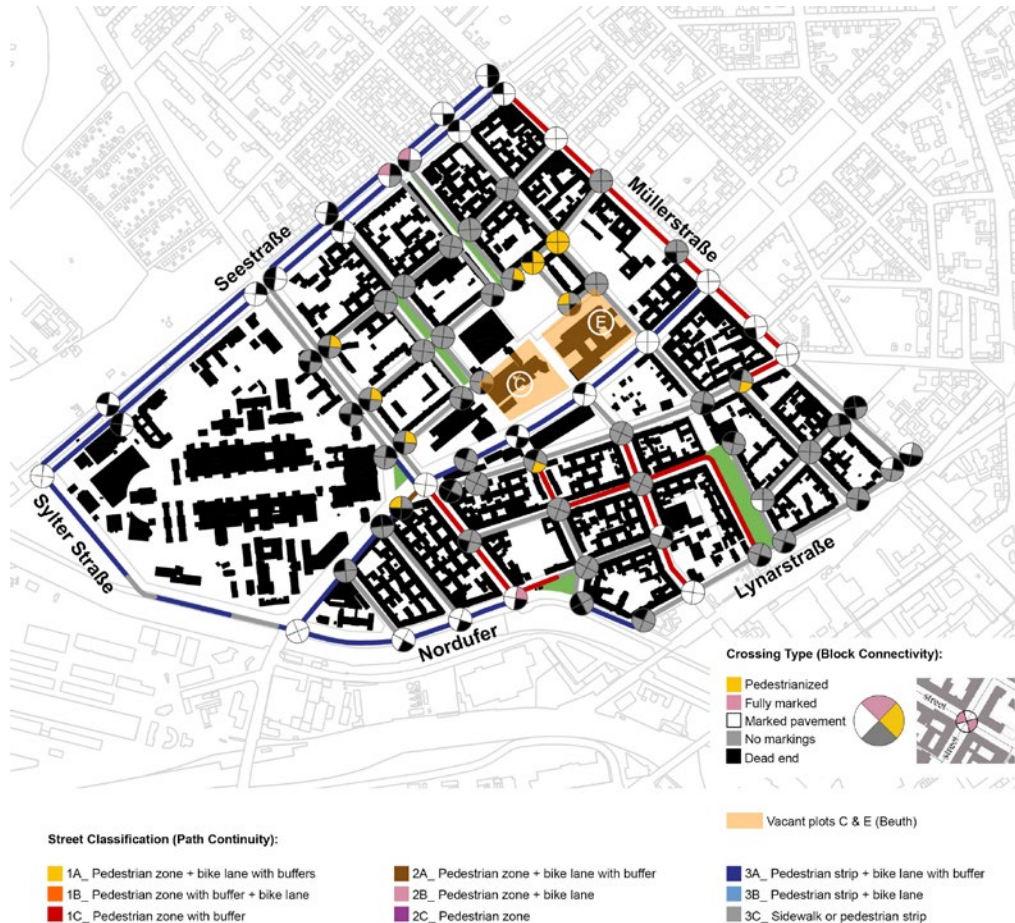 Seestraße
Müllerstraße
E
C
Sylter Straße
Nordufer
Lynarstraße
Crossing Type (Block Connectivity):
Pedestrianized
Fully marked
Marked pavement
No markings
Dead end
street
street
Street Classification (Path Continuity):
Vacant plots C & E (Beuth)
1A_ Pedestrian zone + bike lane with buffers
2A_ Pedestrian zone + bike lane with buffer
3A_ Pedestrian strip + bike lane with buffer
1B_ Pedestrian zone with buffer + bike lane
2B_ Pedestrian zone + bike lane
3B_ Pedestrian strip + bike lane
1C_ Pedestrian zone with buffer
2C_ Pedestrian zone
3C_ Sidewalk or pedestrian strip